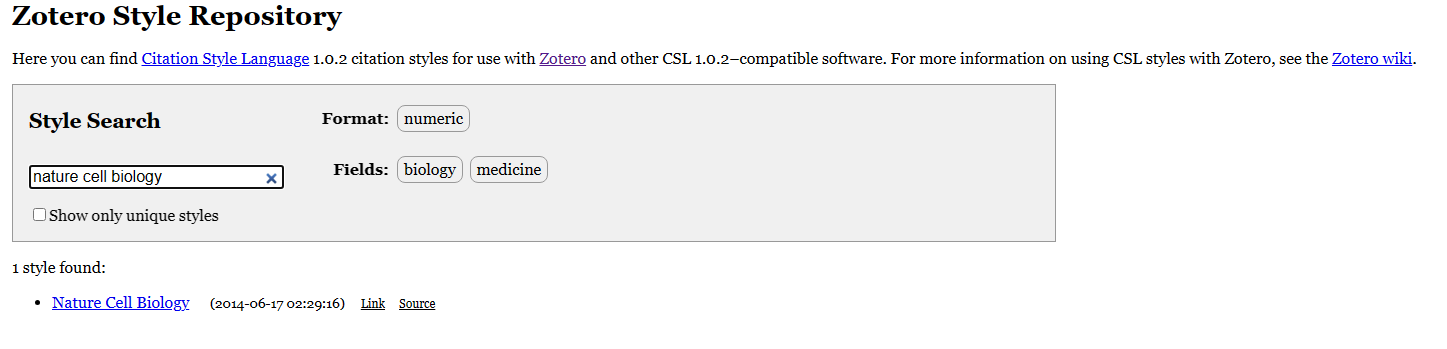 Zotero Style Repository
Here you can find Citation Style Language 1.0.2 citation styles for use with Zotero and other CSL 1.0.2–compatible software. For more information on using CSL styles with Zotero, see the Zotero wiki.
Style Search
Format: numeric
nature cell biology
Fields: biology medicine
Show only unique styles
1 style found:
• Nature Cell Biology (2014-06-17 02:29:16) Link Source